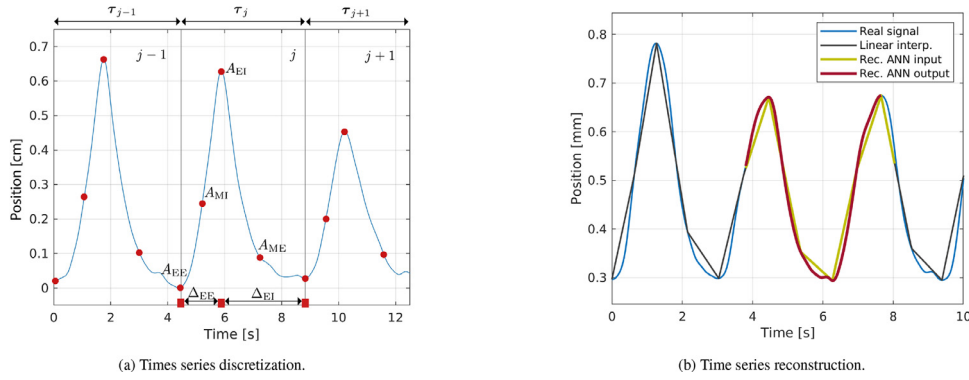 τj−1 τj τj+1
j − 1 j j + 1
0.7
0.6
0.5
0.4
0.3
0.2
0.1
0
Position [cm]
AEI
AMI
AME
AEE
ΔEE ΔEI
0 2 4 6 8 10 12
Time [s]
(a) Times series discretization.
Real signal
Linear interp.
Rec. ANN input
Rec. ANN output
0.8
0.7
0.6
0.5
0.4
0.3
Position [mm]
0 2 4 6 8 10
Time [s]
(b) Time series reconstruction.